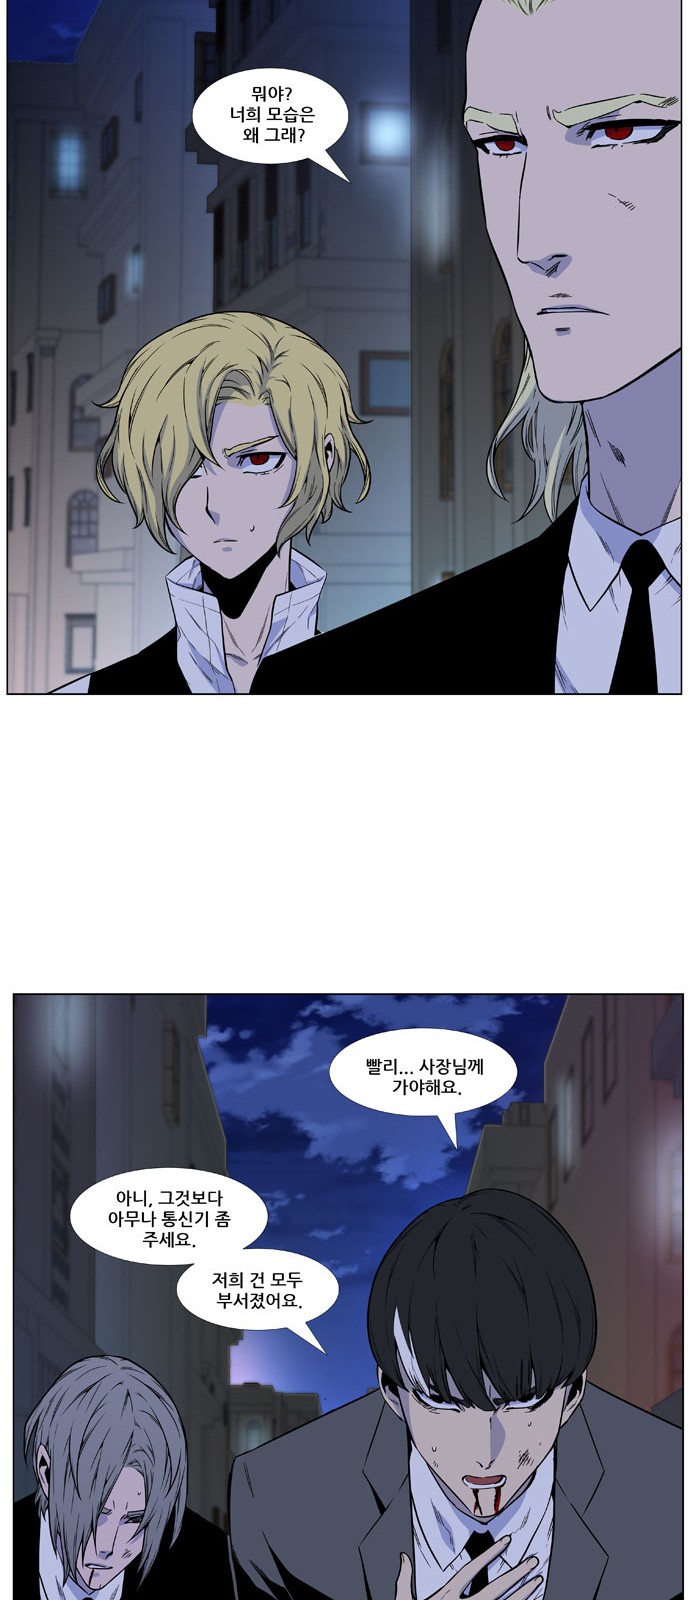 뭐야?
너희 모습은
왜 그래?
빨리... 사장님께
가야해요.
아니, 그것보다
아무나 통신기 좀
주세요.
저희 건 모두
부서졌어요.